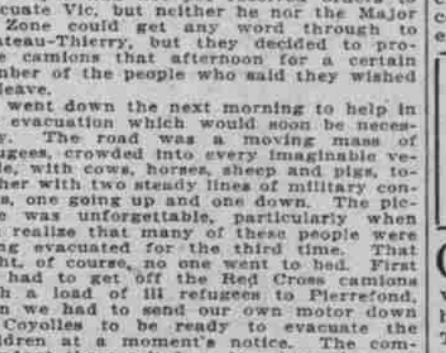 cuate Vic, but neither he nor the Major
Zone could get any word through to
ateau-Thierry, but they decided to pro-
e camions that afternoon for a certain
nber of the people who said they wished
leave.
went down the next morning to help in
evacuation which would soon be neces-
y. The road was a moving mass of
ugees, crowded into every imaginable ve-
le, with cows, horses, sheep and pigs, to-
her with two steady lines of military con-
s, one going up and one down. The pic-
e was unforgettable, particularly when
realize that many of these people were
ng evacuated for the third time. That
ht, of course, no one went to bed. First
had to get off the Red Cross camions
h a load of ill refugees to Pierrefond,
n we had to send our own motor down
Coyolles to be ready to evacuate the
ldren at a moment's notice. The com-